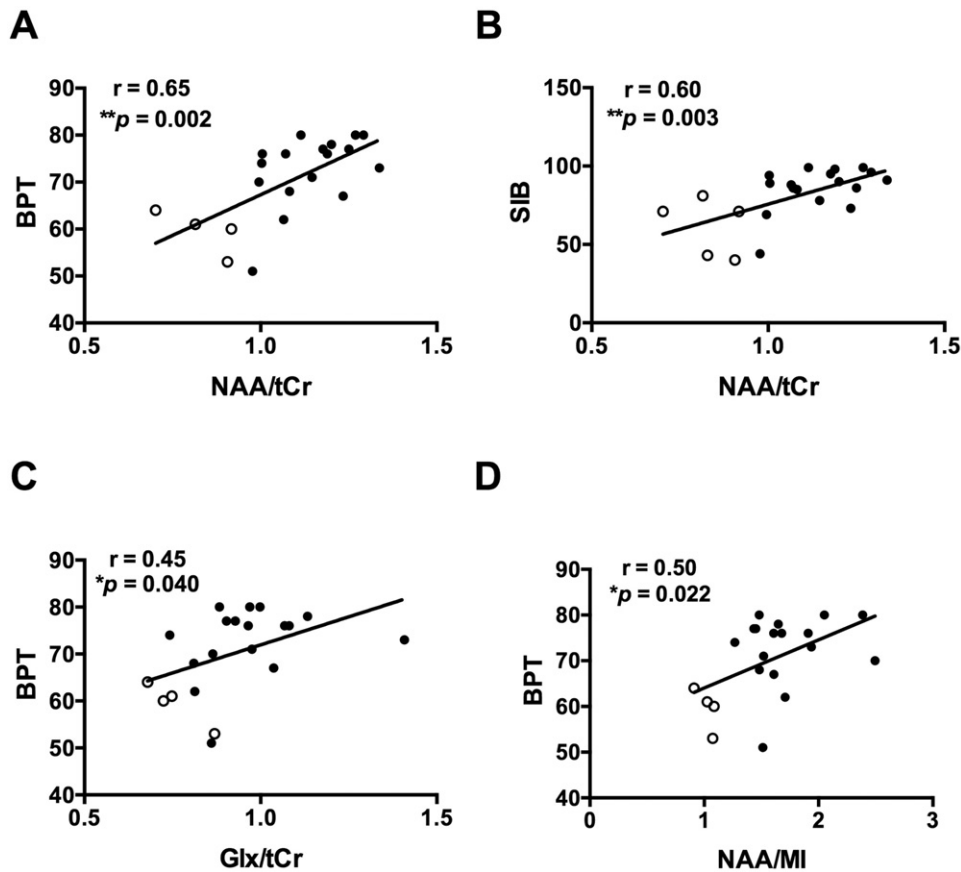 A
r = 0.65
**p = 0.002
90
80
70
60
50
40
BPT
0.5 1.0 1.5
NAA/tCr
B
r = 0.60
**p = 0.003
150
100
50
0
SIB
0.5 1.0 1.5
NAA/tCr
C
r = 0.45
*p = 0.040
90
80
70
60
50
40
BPT
0.5 1.0 1.5
Glx/tCr
D
r = 0.50
*p = 0.022
90
80
70
60
50
40
BPT
0 1 2 3
NAA/MI